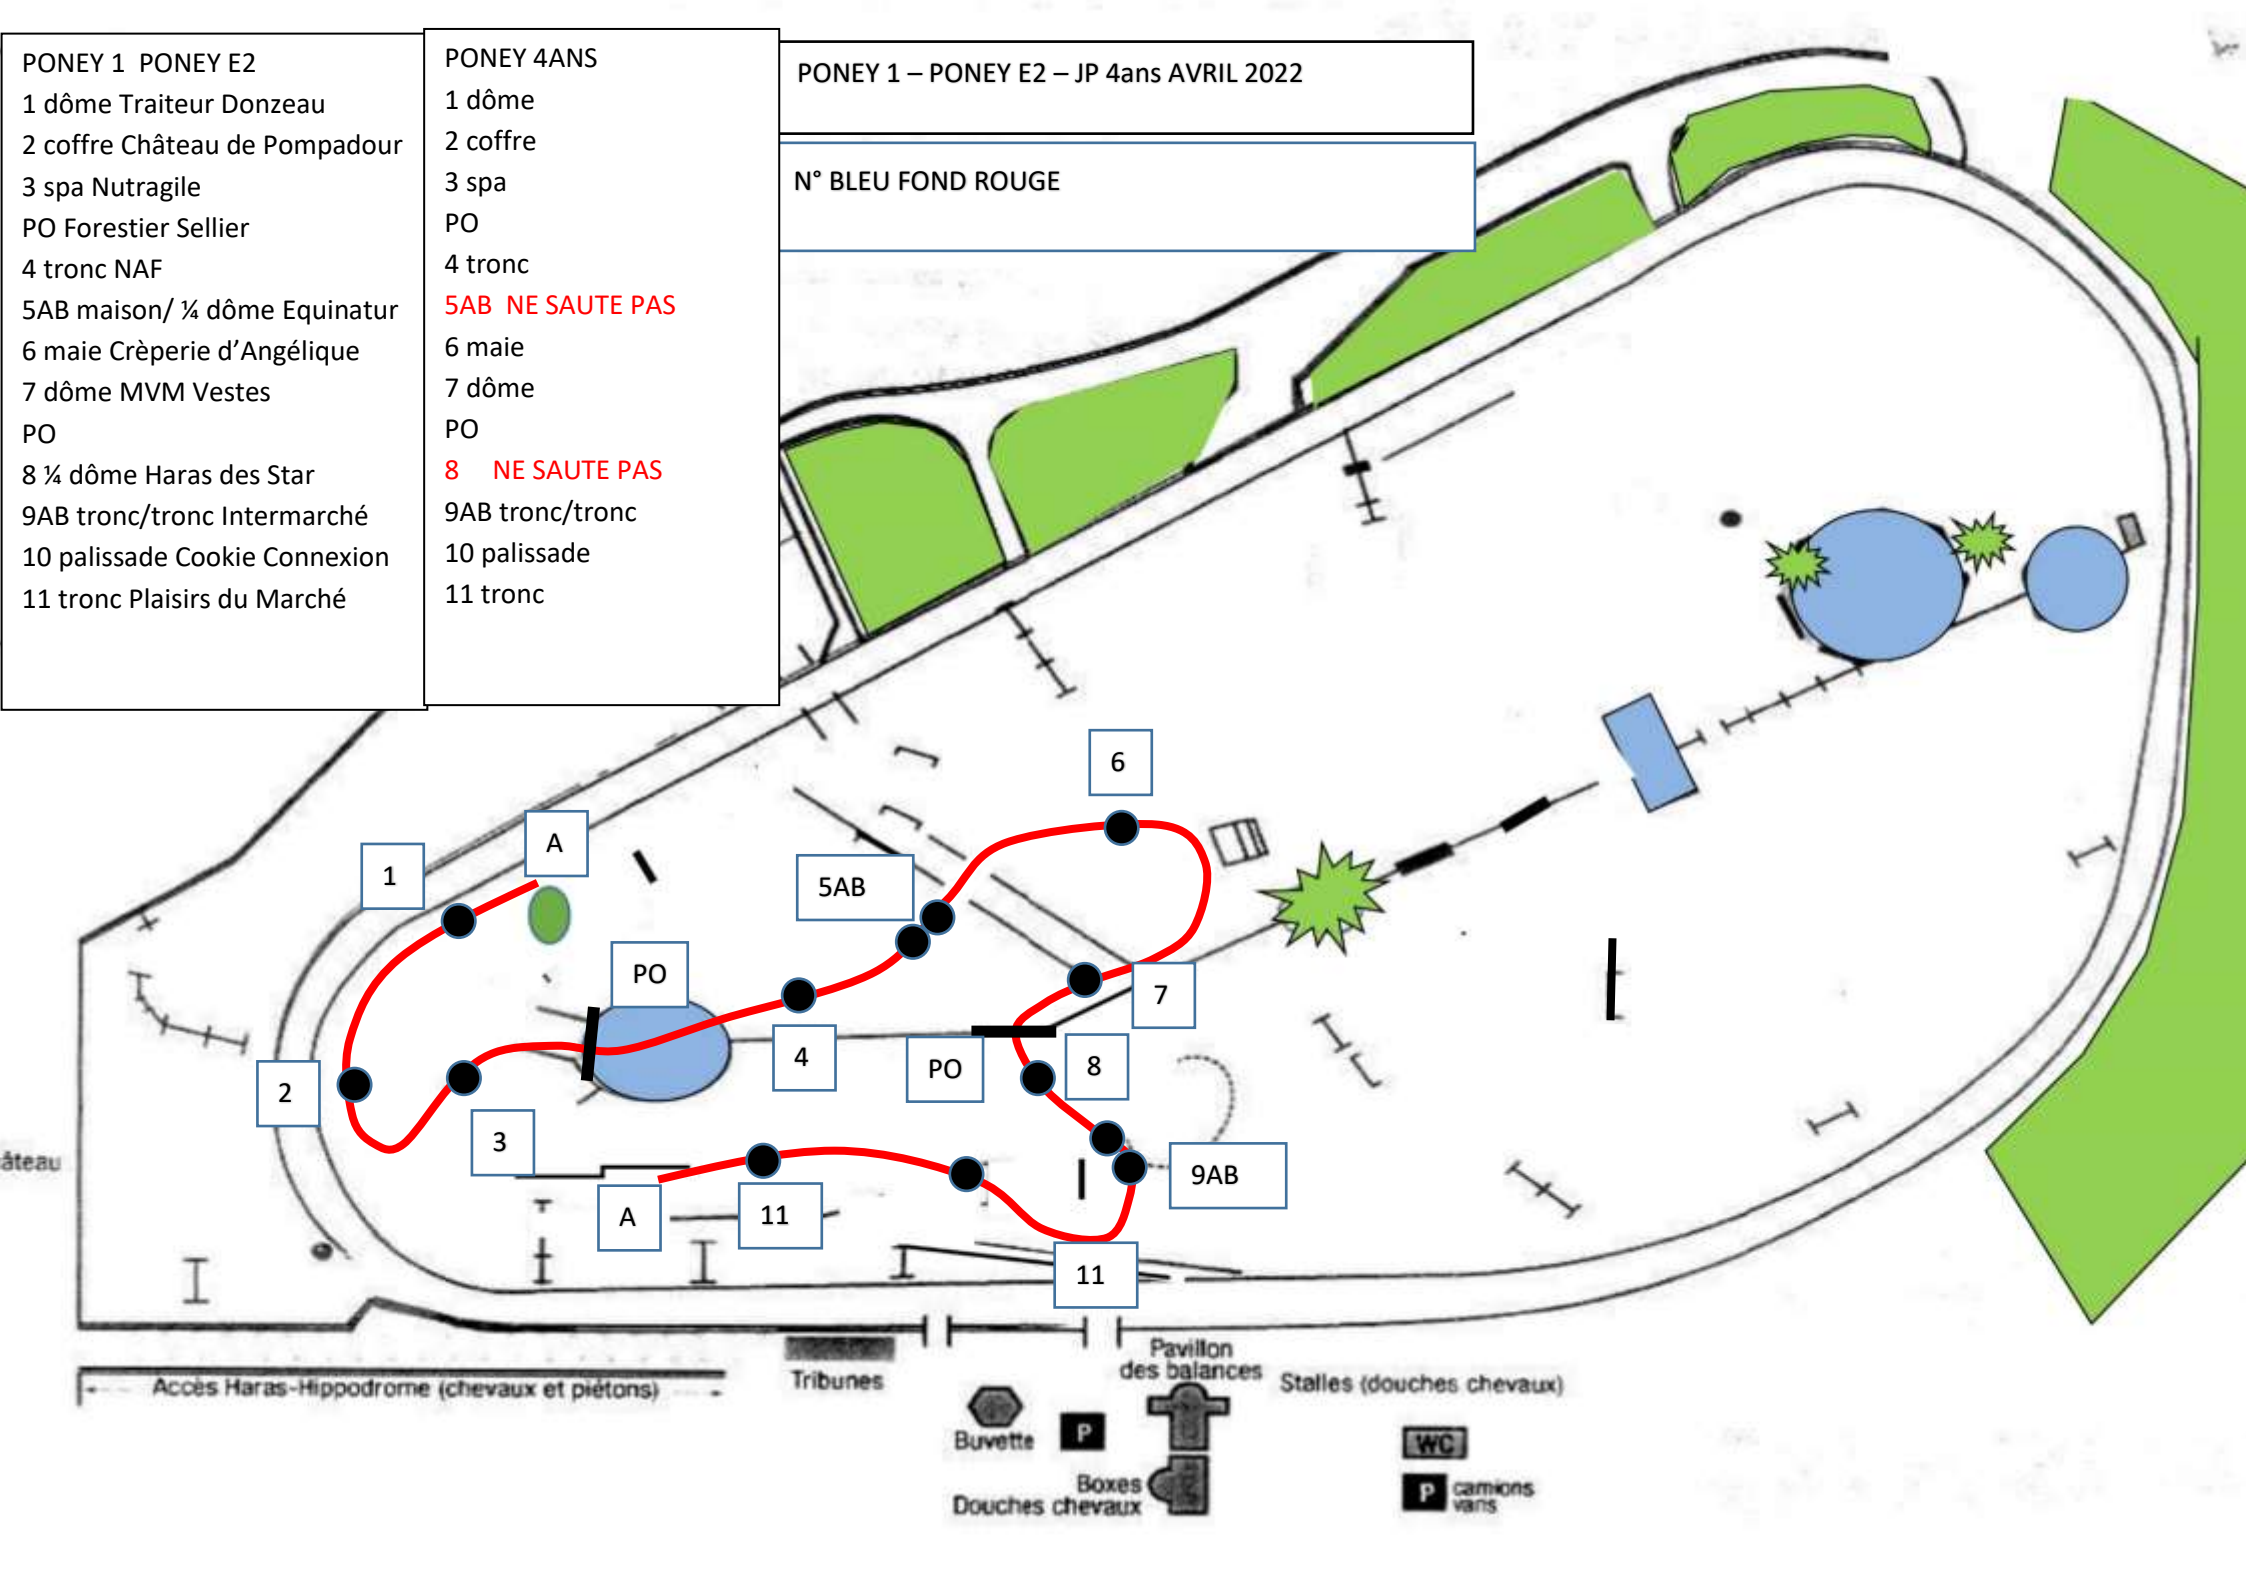 PONEY 1 PONEY E2
1 dôme Traiteur Donzeau
2 coffre Château de Pompadour
3 spa Nutragile
PO Forestier Sellier
4 tronc NAF
5AB maison/ ¼ dôme Equinatur
6 maie Crèperie d’Angélique
7 dôme MVM Vestes
PO
8 ¼ dôme Haras des Star
9AB tronc/tronc Intermarché
10 palissade Cookie Connexion
11 tronc Plaisirs du Marché
PONEY 4ANS
1 dôme
2 coffre
3 spa
PO
4 tronc
5AB NE SAUTE PAS
6 maie
7 dôme
PO
8 NE SAUTE PAS
9AB tronc/tronc
10 palissade
11 tronc
PONEY 1 – PONEY E2 – JP 4ans AVRIL 2022
N° BLEU FOND ROUGE
6
A
1
5AB
PO
7
4
PO
8
2
3
9AB
âteau
A
11
11
Accès Haras-Hippodrome (chevaux et piétons)
Tribunes
Pavillon
des balances
Stalles (douches chevaux)
Buvette
P
WC
Boxes
Douches chevaux
P
camions
vans